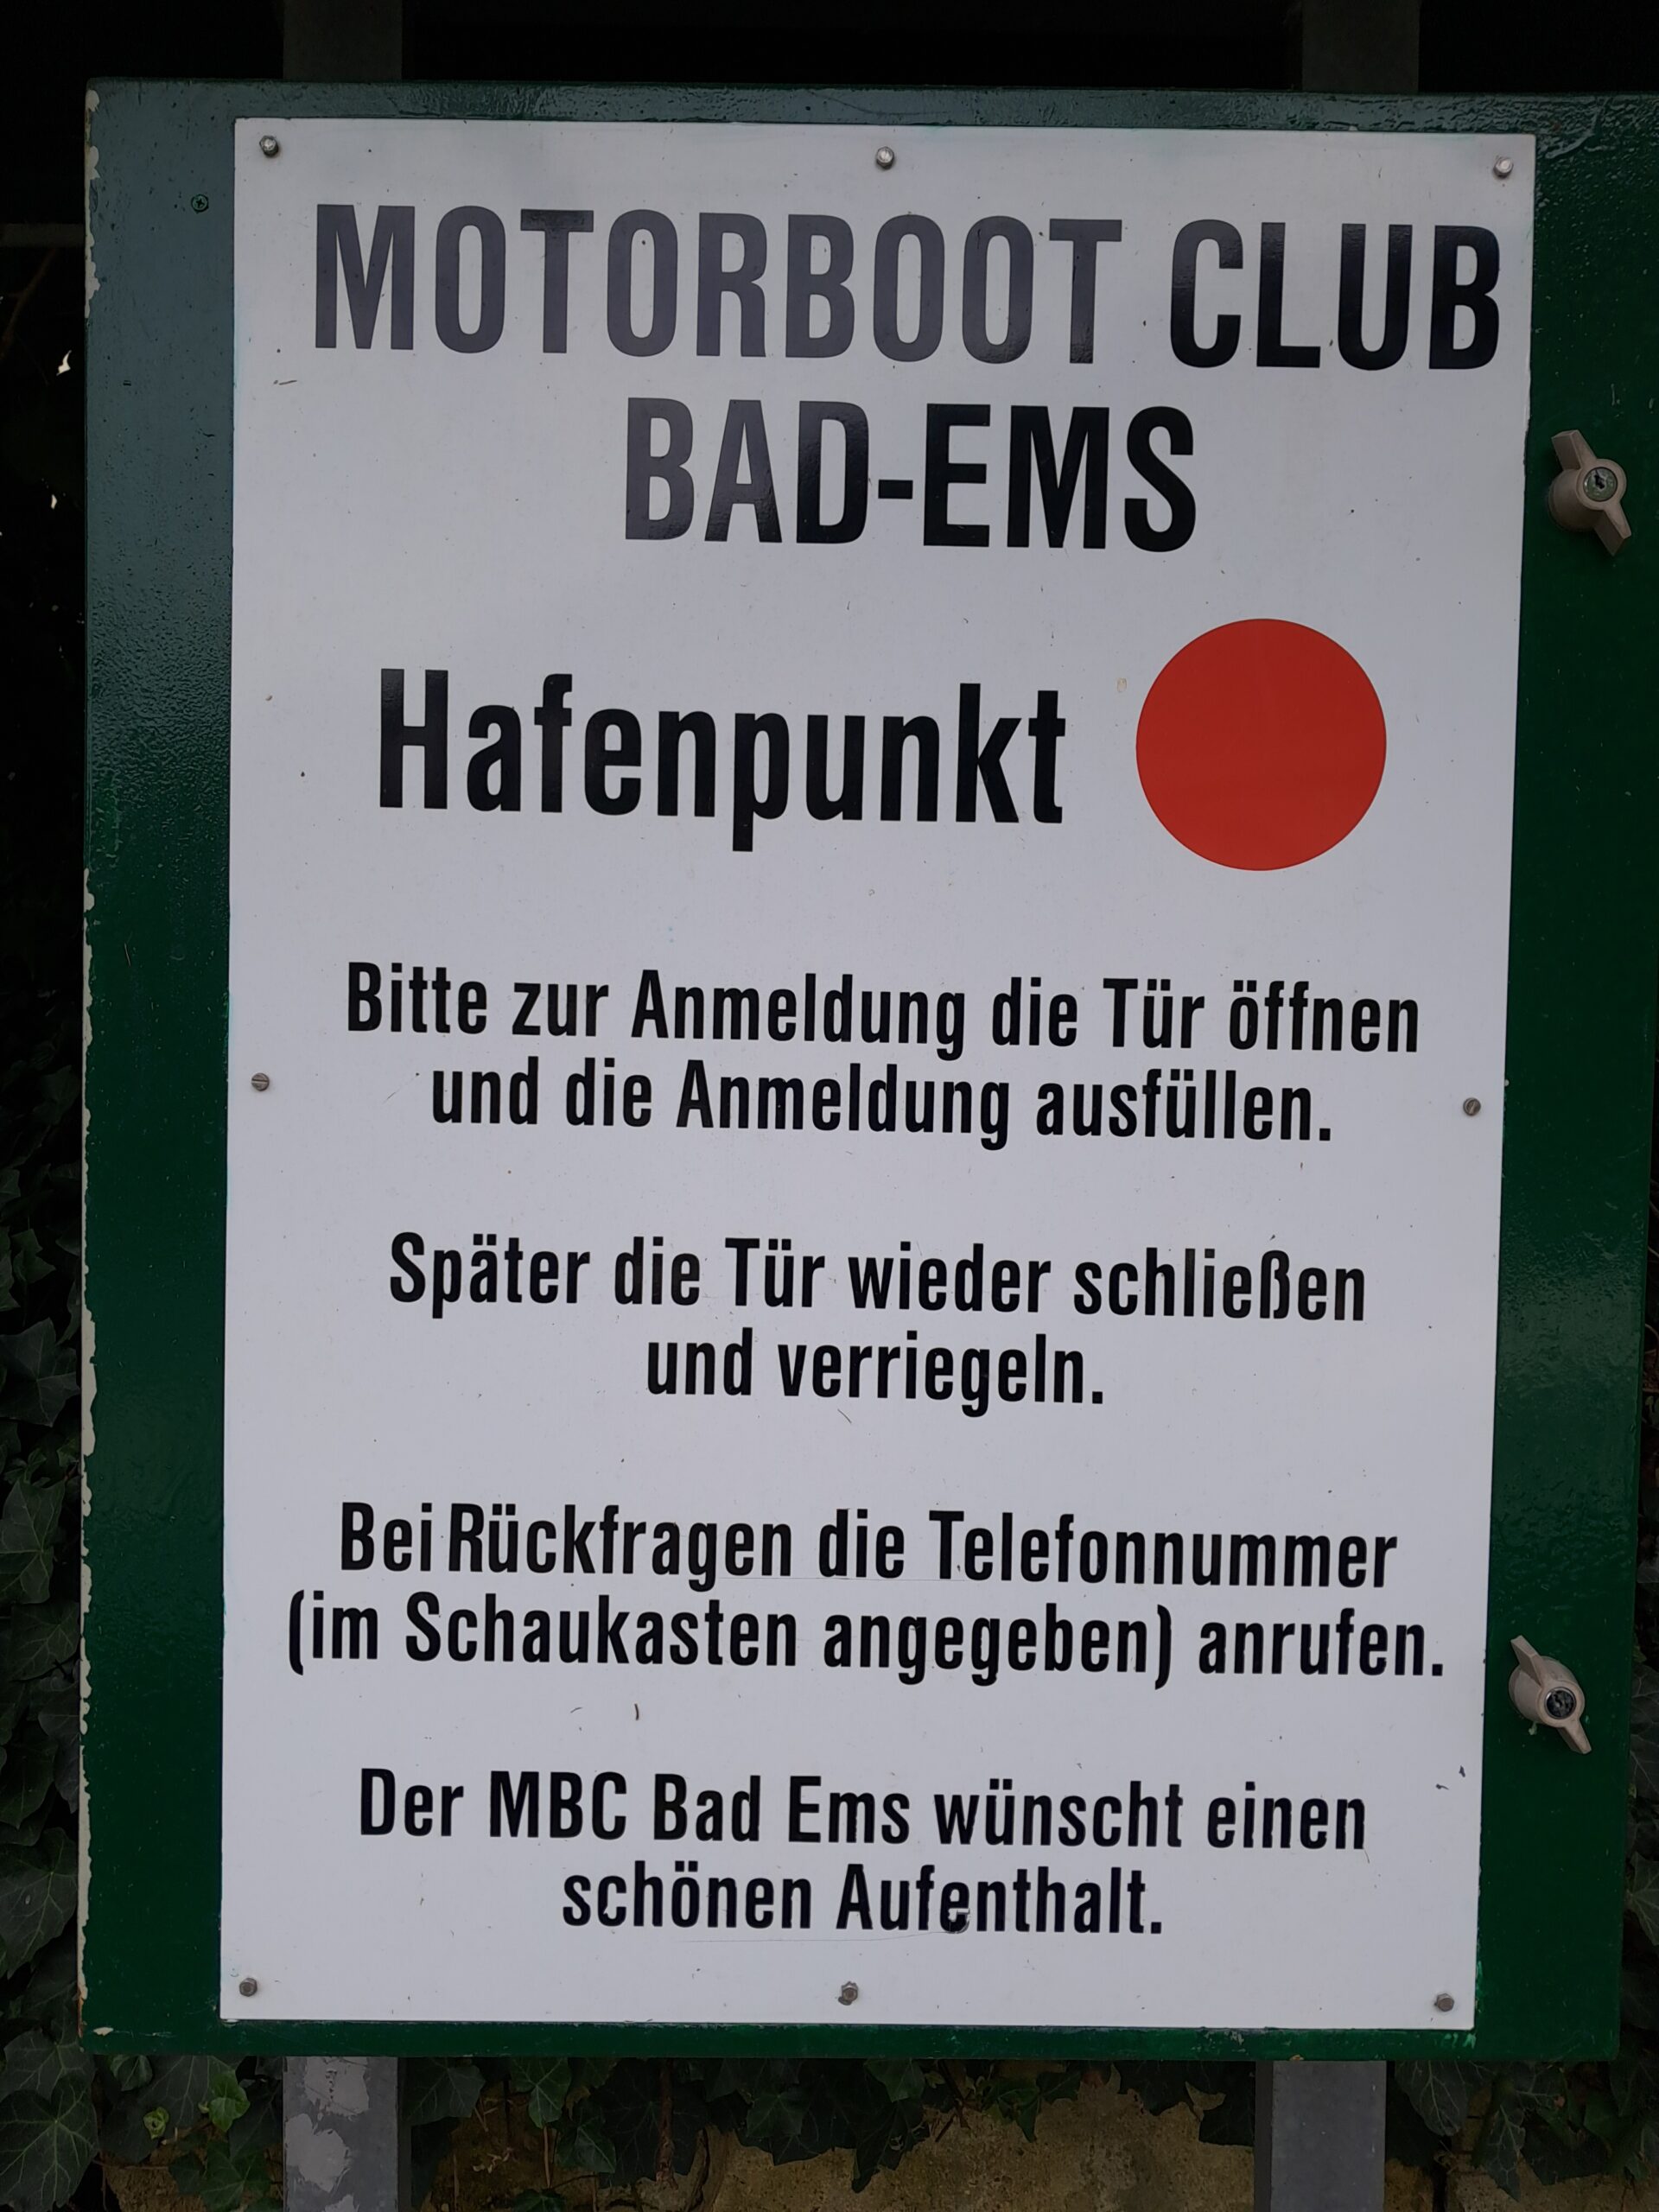 MOTORBOOT CLUB
BAD-EMS
Hafenpunkt
Bitte zur Anmeldung die Tür öffnen
und die Anmeldung ausfüllen.
Später die Tür wieder schließen
und verriegeln.
Bei Rückfragen die Telefonnummer
(im Schaukasten angegeben) anrufen.
Der MBC Bad Ems wünscht einen
schönen Aufenthalt.